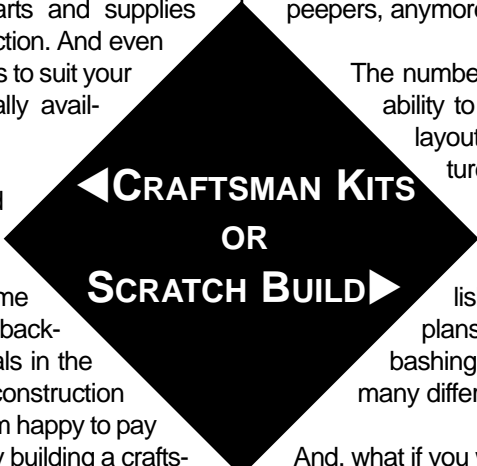 arts and supplies
ction. And even
s to suit your
ally avail-
me
back-
als in the
construction
m happy to pay
y building a crafts-
◀CRAFTSMAN KITS
OR
SCRATCH BUILD▶
peepers, anymore
The numbe
ability to
layout
ture
lis
plans
bashing
many differ
And, what if you w